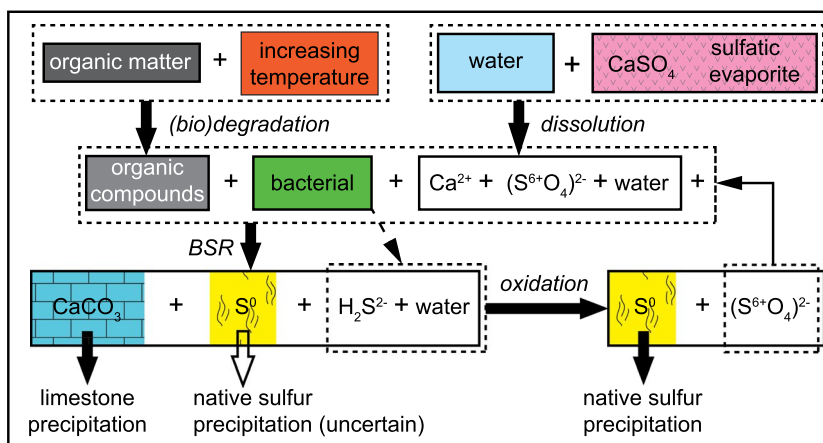 organic matter + increasing temperature
water + CaSO₄ sulfatic evaporite
(bio)degradation
dissolution
organic compounds + bacterial + Ca²⁺ + (S⁶⁺O₄)²⁻ + water +
BSR
oxidation
CaCO₃ + S⁰ + H₂S²⁻ + water
S⁰ + (S⁶⁺O₄)²⁻
limestone
precipitation
native sulfur
precipitation (uncertain)
native sulfur
precipitation